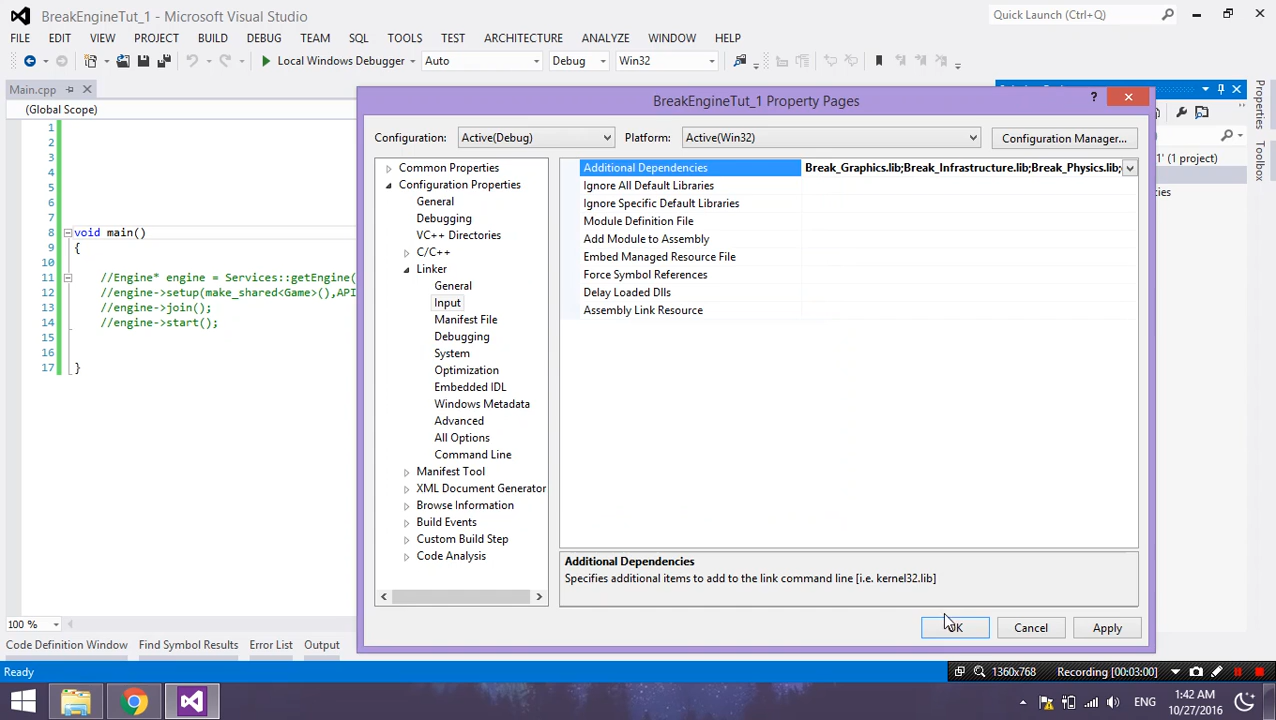 BreakEngineTut_1 - Microsoft Visual Studio
Quick Launch (Ctrl+Q)
FILE EDIT VIEW PROJECT BUILD DEBUG TEAM SQL TOOLS TEST ARCHITECTURE ANALYZE WINDOW HELP
Local Windows Debugger Auto Debug Win32
Main.cpp
(Global Scope)
1
2
3
4
5
6
7
8 void main()
9 {
10
11 //Engine* engine = Services::getEngine(
12 //engine->setup(make_shared<Game>(),API
13 //engine->join();
14 //engine->start();
15
16
17 }
100 %
BreakEngineTut_1 Property Pages
?
Configuration: Active(Debug) Platform: Active(Win32) Configuration Manager...
Common Properties
Configuration Properties
General
Debugging
VC++ Directories
C/C++
Linker
General
Input
Manifest File
Debugging
System
Optimization
Embedded IDL
Windows Metadata
Advanced
All Options
Command Line
Manifest Tool
XML Document Generator
Browse Information
Build Events
Custom Build Step
Code Analysis
Additional Dependencies Break_Graphics.lib;Break_Infrastructure.lib;Break_Physics.lib;
Ignore All Default Libraries
Ignore Specific Default Libraries
Module Definition File
Add Module to Assembly
Embed Managed Resource File
Force Symbol References
Delay Loaded Dlls
Assembly Link Resource
Additional Dependencies
Specifies additional items to add to the link command line [i.e. kernel32.lib]
OK Cancel Apply
' (1 project)
cies
Properties
Toolbox
Code Definition Window Find Symbol Results Error List Output
Ready
1360x768 Recording [00:03:00]
ENG
1:42 AM
10/27/2016